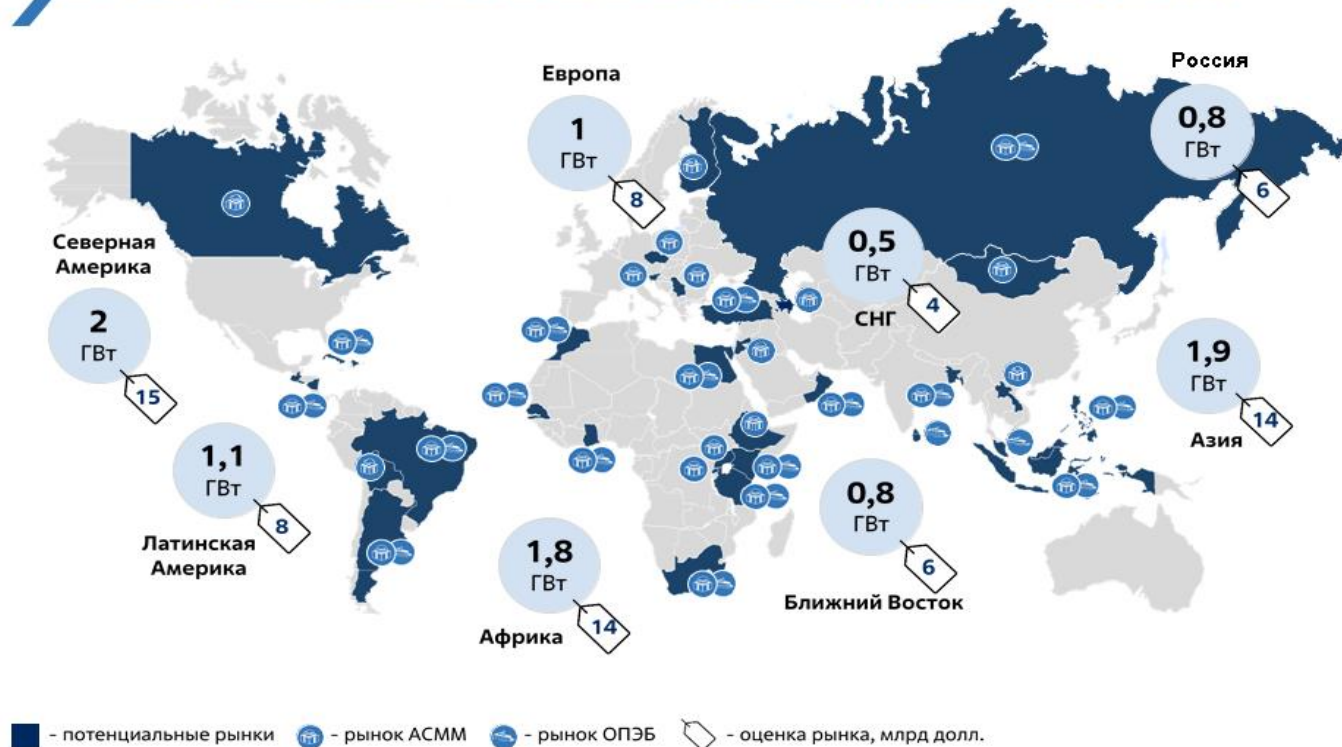 Европа
1
ГВт
8
Россия
0,8
ГВт
6
Северная
Америка
2
ГВт
15
0,5
ГВт
4
СНГ
1,9
ГВт
14
Азия
1,1
ГВт
8
Латинская
Америка
1,8
ГВт
14
Африка
0,8
ГВт
6
Ближний Восток
- потенциальные рынки - рынок АСММ - рынок ОПЭБ - оценка рынка, млрд долл.